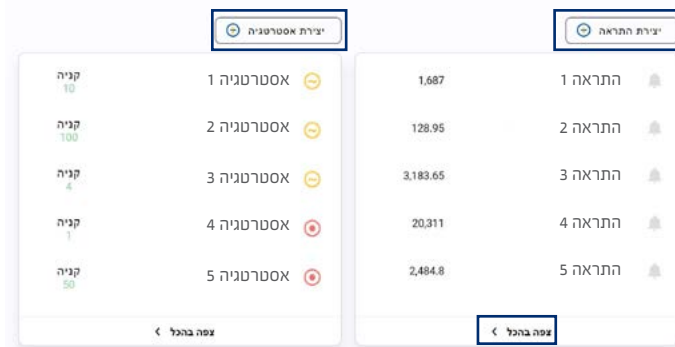 יצירת התראה
התראה 1 1,687
התראה 2 128.95
התראה 3 3,183.65
התראה 4 20,311
התראה 5 2,484.8
צפה בהכל
יצירת אסטרטגיה
אסטרטגיה 1 קניה
10
אסטרטגיה 2 קניה
100
אסטרטגיה 3 קניה
4
אסטרטגיה 4 קניה
1
אסטרטגיה 5 קניה
50
צפה בהכל